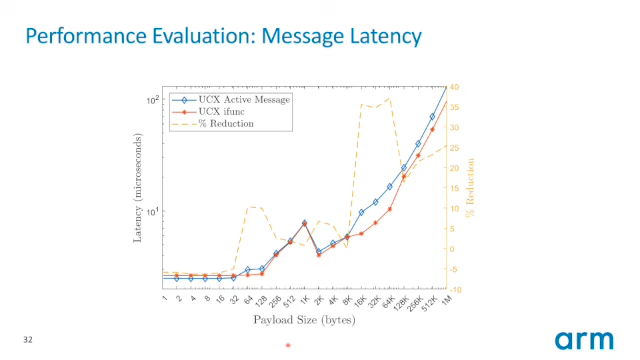 Performance Evaluation: Message Latency
UCX Active Message
UCX ifunc
% Reduction
Latency (microseconds)
10²
10¹
40
35
30
25
20
15
10
5
0
-5
-10
% Reduction
1 2 4 8 16 32 64 128 256 512 1K 2K 4K 8K 16K 32K 64K 128K 256K 512K 1M
Payload Size (bytes)
32
arm